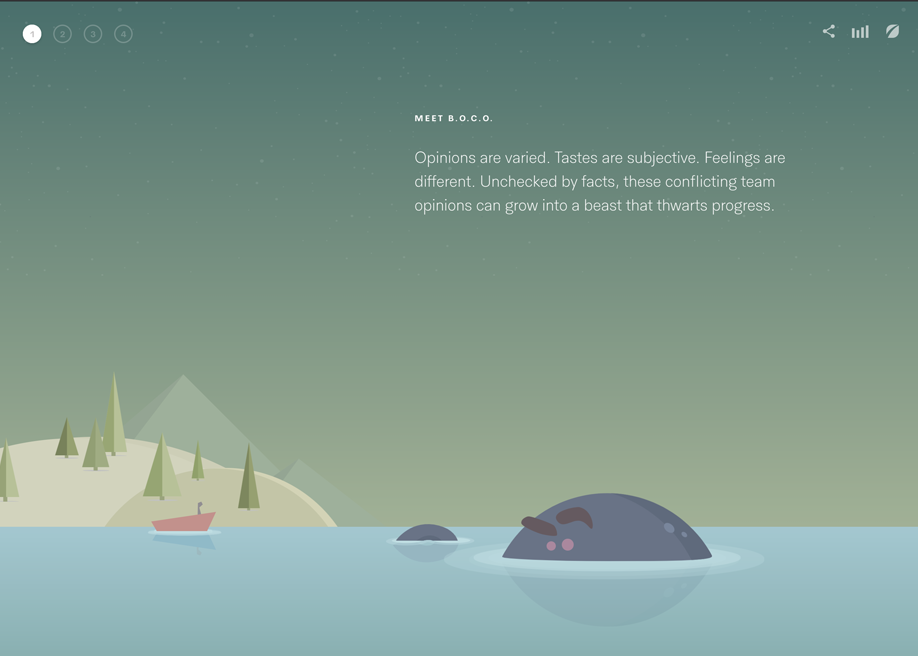 1 2 3 4
MEET B.O.C.O.
Opinions are varied. Tastes are subjective. Feelings are
different. Unchecked by facts, these conflicting team
opinions can grow into a beast that thwarts progress.